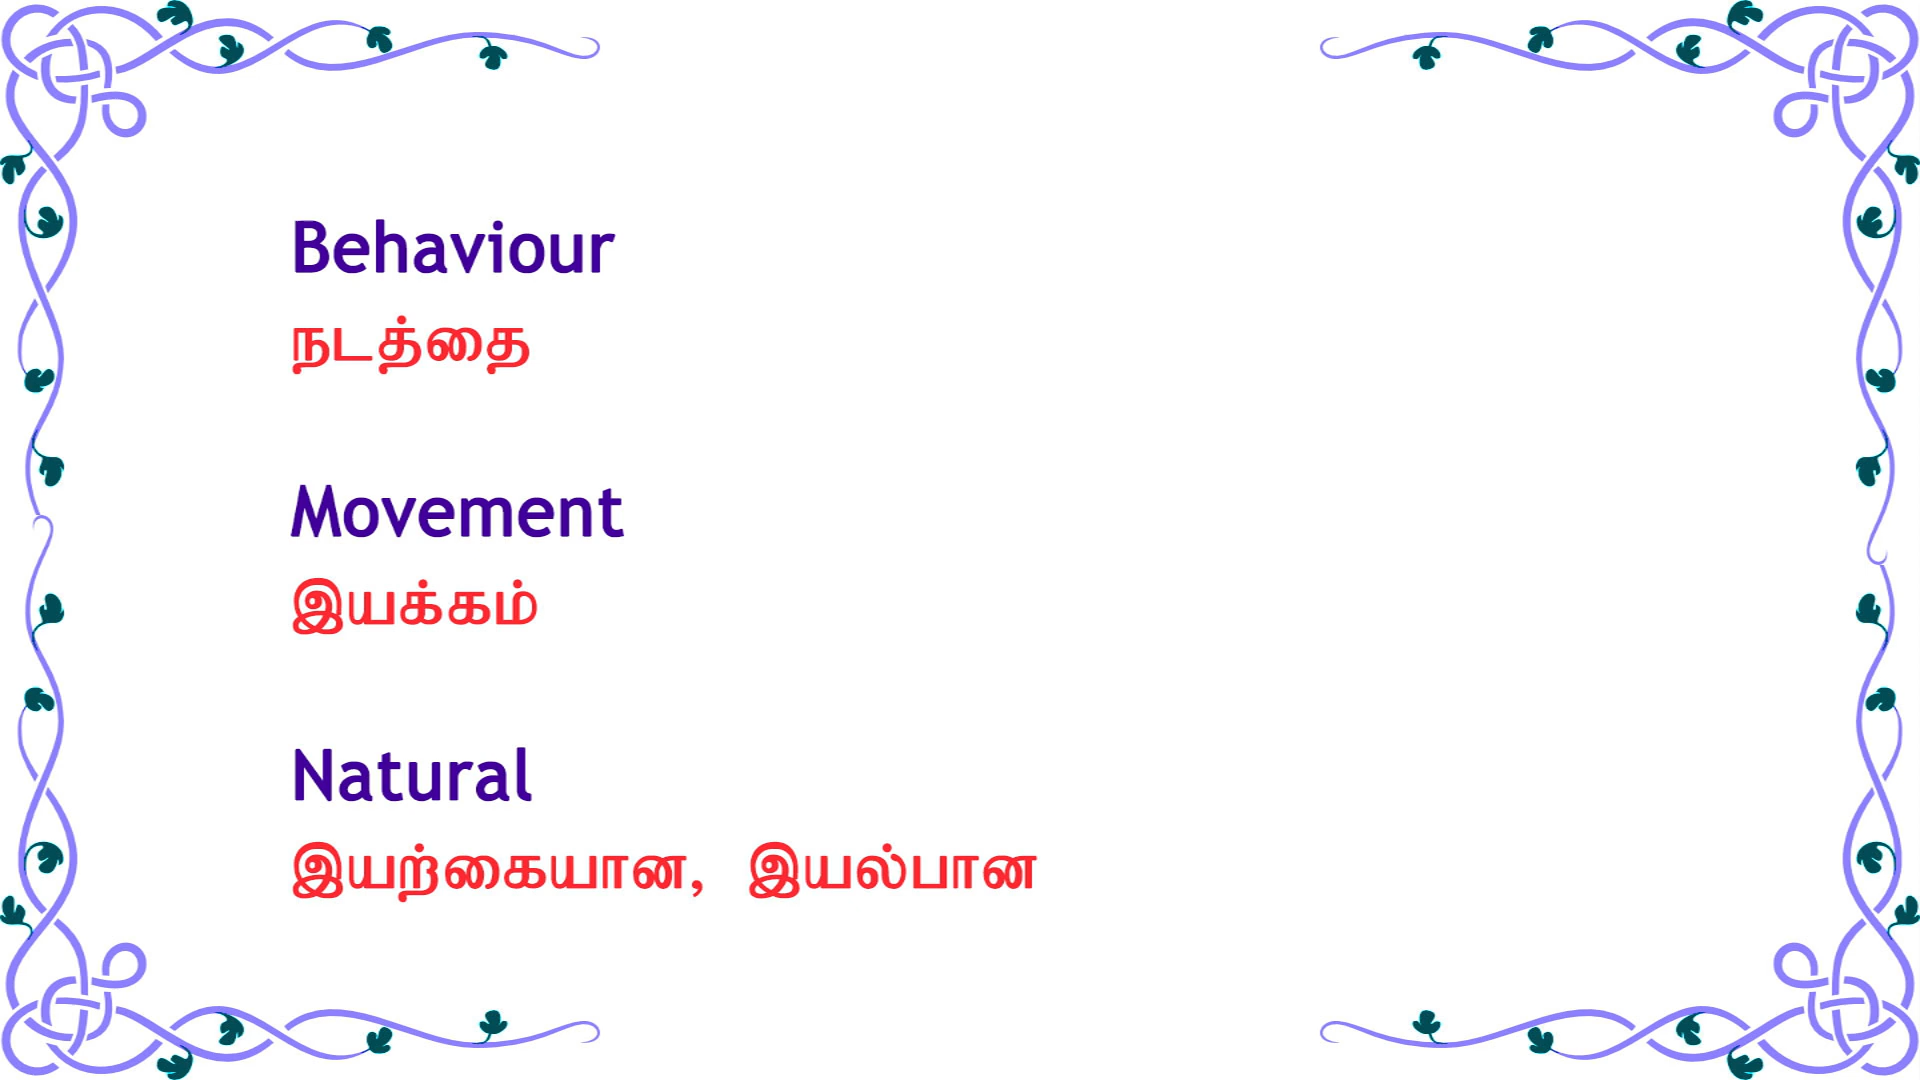 Behaviour
நடத்தை
Movement
இயக்கம்
Natural
இயற்கையான, இயல்பான